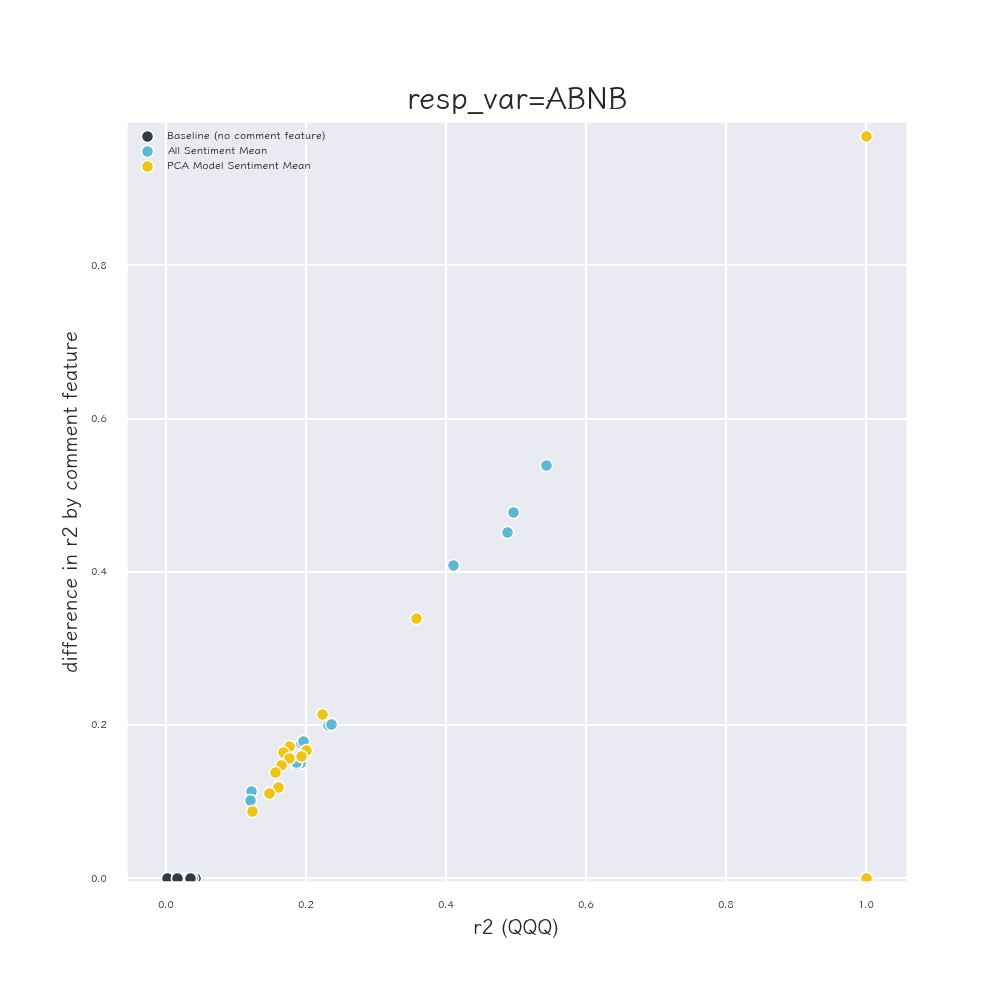 resp_var=ABNB
Baseline (no comment feature)
All Sentiment Mean
PCA Model Sentiment Mean
difference in r2 by comment feature
0.8
0.6
0.4
0.2
0.0
0.0 0.2 0.4 0.6 0.8 1.0
r2 (QQQ)